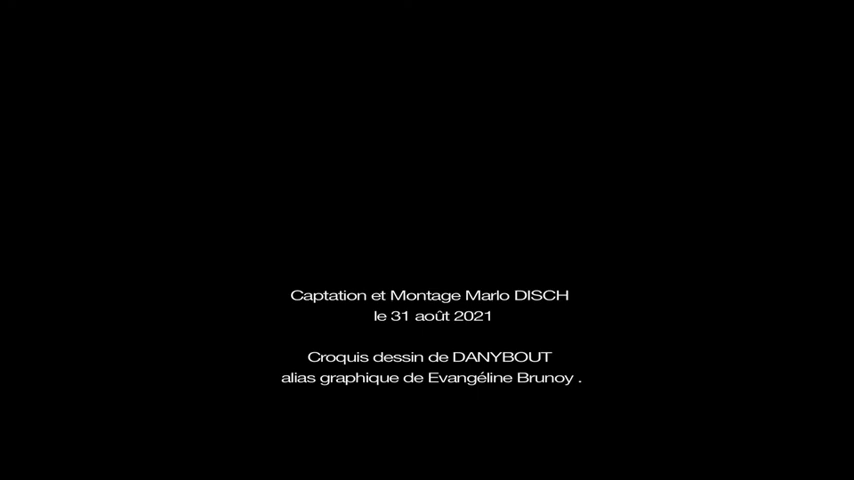 Captation et Montage Marlo DISCH
le 31 août 2021
Croquis dessin de DANYBOUT
alias graphique de Evangéline Brunoy .